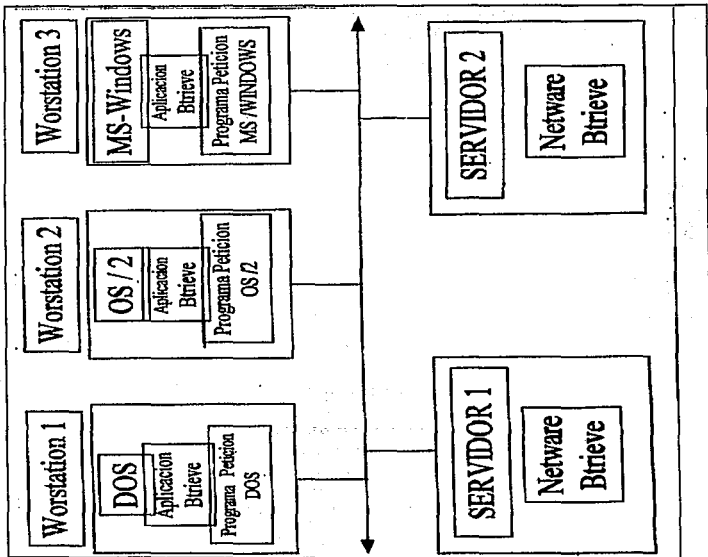 Worstation 1
DOS
Aplicacion
Btrieve
Programa Peticion
DOS
Worstation 2
OS / 2
Aplicacion
Btrieve
Programa Peticion
OS /2
Worstation 3
MS-Windows
Aplicacion
Btrieve
Programa Peticion
MS /WINDOWS
SERVIDOR 1
Netware
Btrieve
SERVIDOR 2
Netware
Btrieve